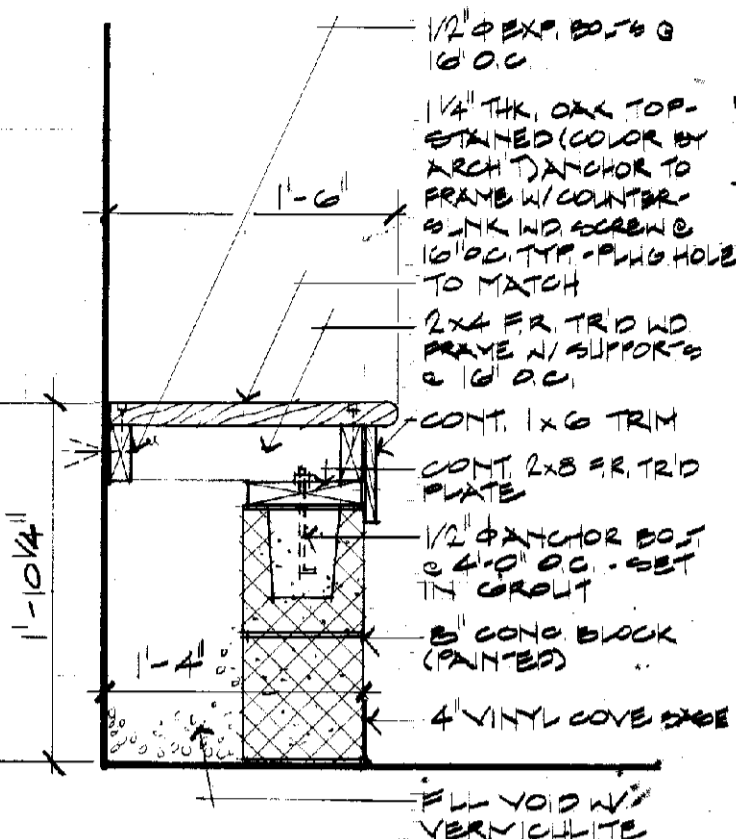 1/2" Φ EXP. BOLTS @
16" O.C.
1 1/4" THK. OAK TOP-
STAINED (COLOR BY
ARCH'T) ANCHOR TO
FRAME W/ COUNTER-
SUNK WD. SCREW @
16" O.C. TYP. - PLUG HOLE
TO MATCH
1'-6"
2x4 F.R. TR'D WD
FRAME W/ SUPPORTS
@ 16" O.C.
CONT. 1x6 TRIM
CONT. 2x8 F.R. TR'D
PLATE
1/2" Φ ANCHOR BOLT
@ 4'-0" O.C. - SET
IN GROUT
1'-10 1/4"
8" CONC. BLOCK
(PAINTED)
1'-4"
4" VINYL COVE BASE
FILL VOID W/
VERMICULITE